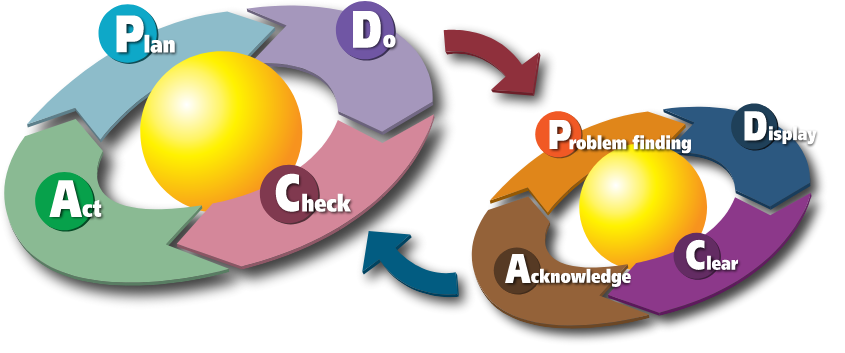 Plan
Do
Check
Act
Problem finding
Display
Clear
Acknowledge